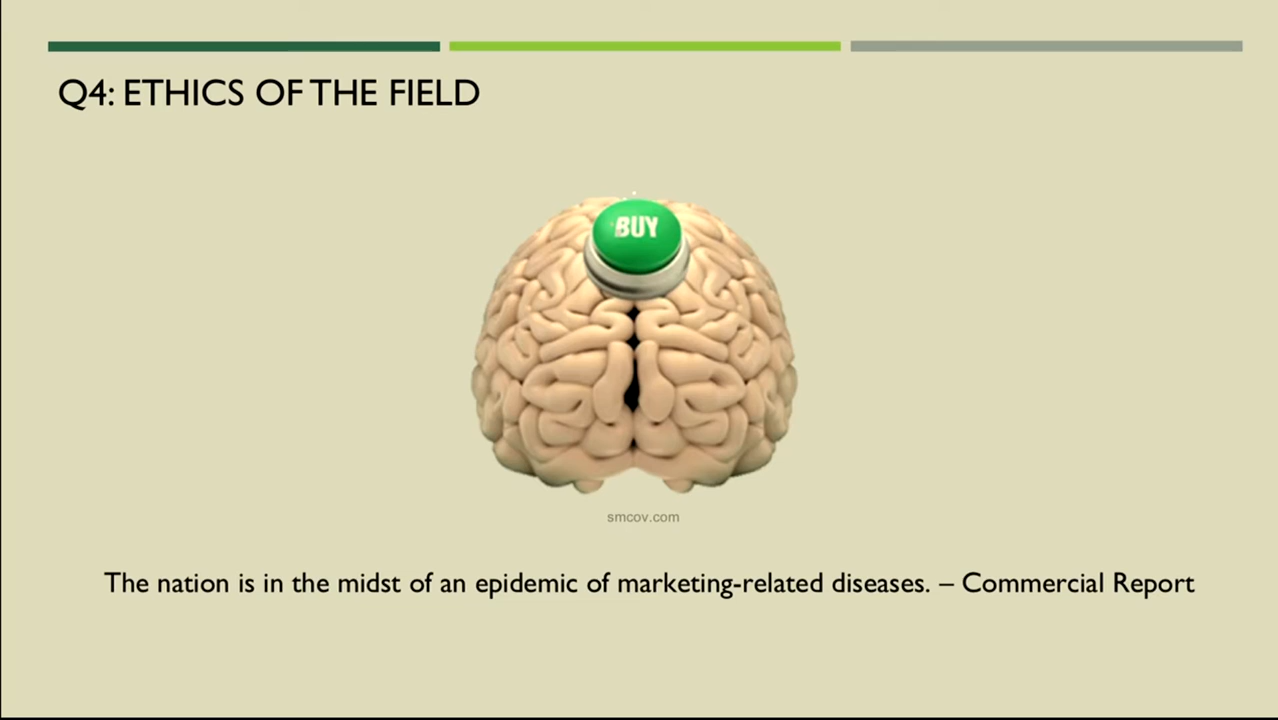 Q4: ETHICS OF THE FIELD
BUY
smcov.com
The nation is in the midst of an epidemic of marketing-related diseases. – Commercial Report